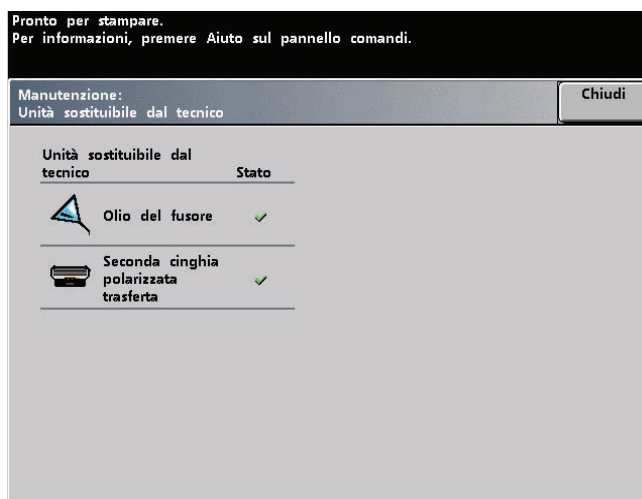 Pronto per stampare.
Per informazioni, premere Aiuto sul pannello comandi.
Manutenzione:
Unità sostituibile dal tecnico
Chiudi
Unità sostituibile dal
tecnico
Stato
Olio del fusore
Seconda cinghia
polarizzata
trasferta